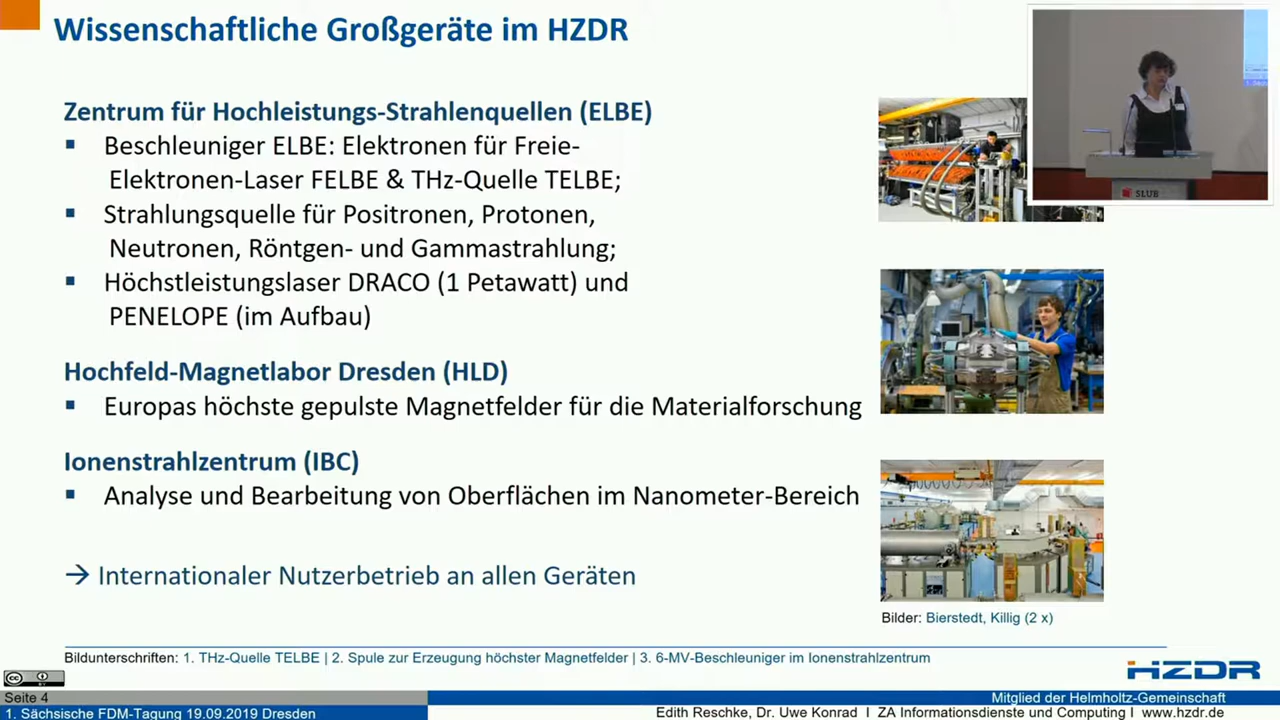 Wissenschaftliche Großgeräte im HZDR
Zentrum für Hochleistungs-Strahlenquellen (ELBE)
▪ Beschleuniger ELBE: Elektronen für Freie-
Elektronen-Laser FELBE & THz-Quelle TELBE;
▪ Strahlungsquelle für Positronen, Protonen,
Neutronen, Röntgen- und Gammastrahlung;
▪ Höchstleistungslaser DRACO (1 Petawatt) und
PENELOPE (im Aufbau)
Hochfeld-Magnetlabor Dresden (HLD)
▪ Europas höchste gepulste Magnetfelder für die Materialforschung
Ionenstrahlzentrum (IBC)
▪ Analyse und Bearbeitung von Oberflächen im Nanometer-Bereich
→ Internationaler Nutzerbetrieb an allen Geräten
SLUB
Bilder: Bierstedt, Killig (2 x)
Bildunterschriften: 1. THz-Quelle TELBE | 2. Spule zur Erzeugung höchster Magnetfelder | 3. 6-MV-Beschleuniger im Ionenstrahlzentrum
HZDR
cc BY
Seite 4
Mitglied der Helmholtz-Gemeinschaft
1. Sächsische FDM-Tagung 19.09.2019 Dresden
Edith Reschke, Dr. Uwe Konrad I ZA Informationsdienste und Computing I www.hzdr.de